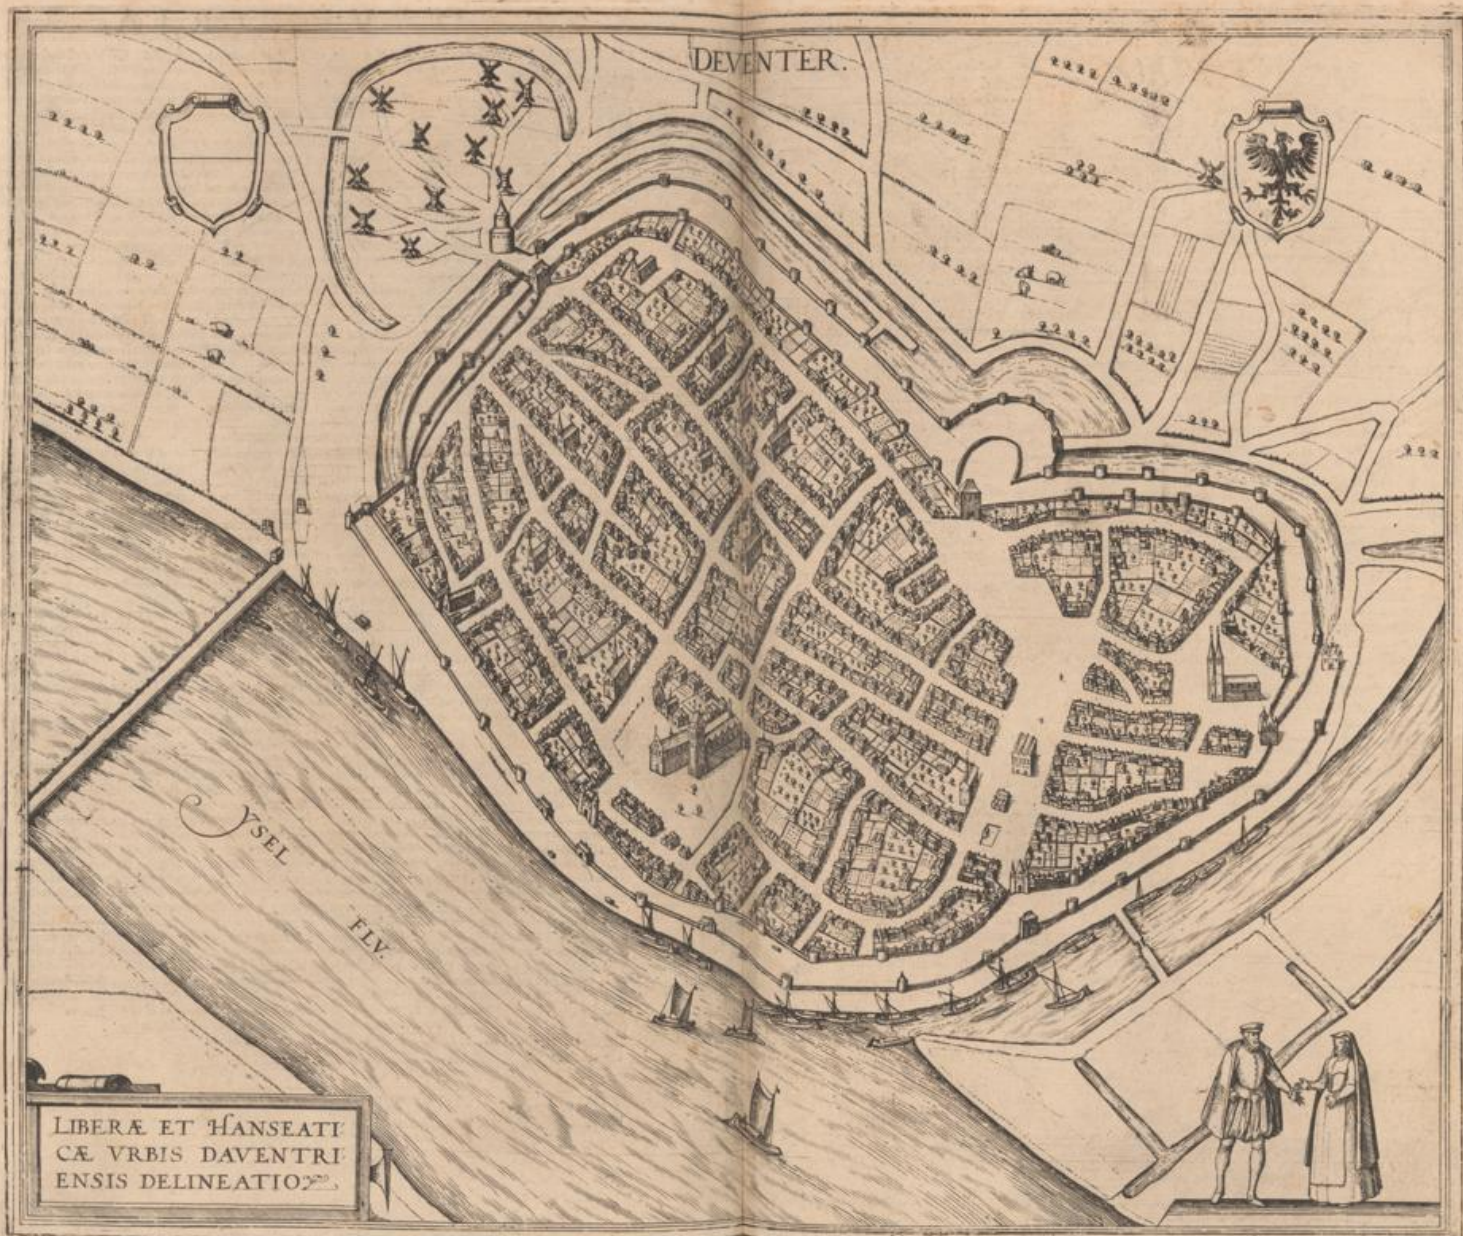 DEVENTER.
YSEL
FLV.
LIBERÆ ET HANSEATI:
CÆ VRBIS DAVENTRI:
ENSIS DELINEATIO